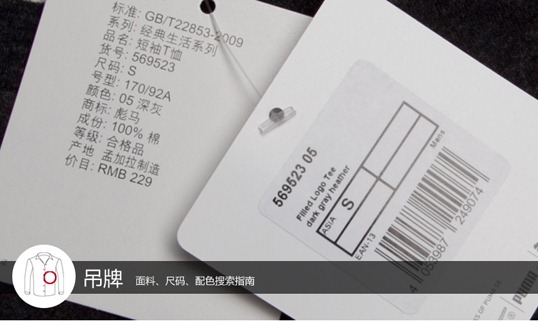 标准: GB/T22853-2009
系列: 经典生活系列
品名: 短袖T恤
货号: 569523
尺码: S
号型: 170/92A
颜色: 05 深灰
商标: 彪马
成份: 100% 棉
等级: 合格品
产地 孟加拉制造
价目: RMB 229
569523 05
Filled Logo Tee
dark gray heather
Mens
ASIA S
EAN-13
4 053987 249074
吊牌 面料、尺码、配色搜索指南